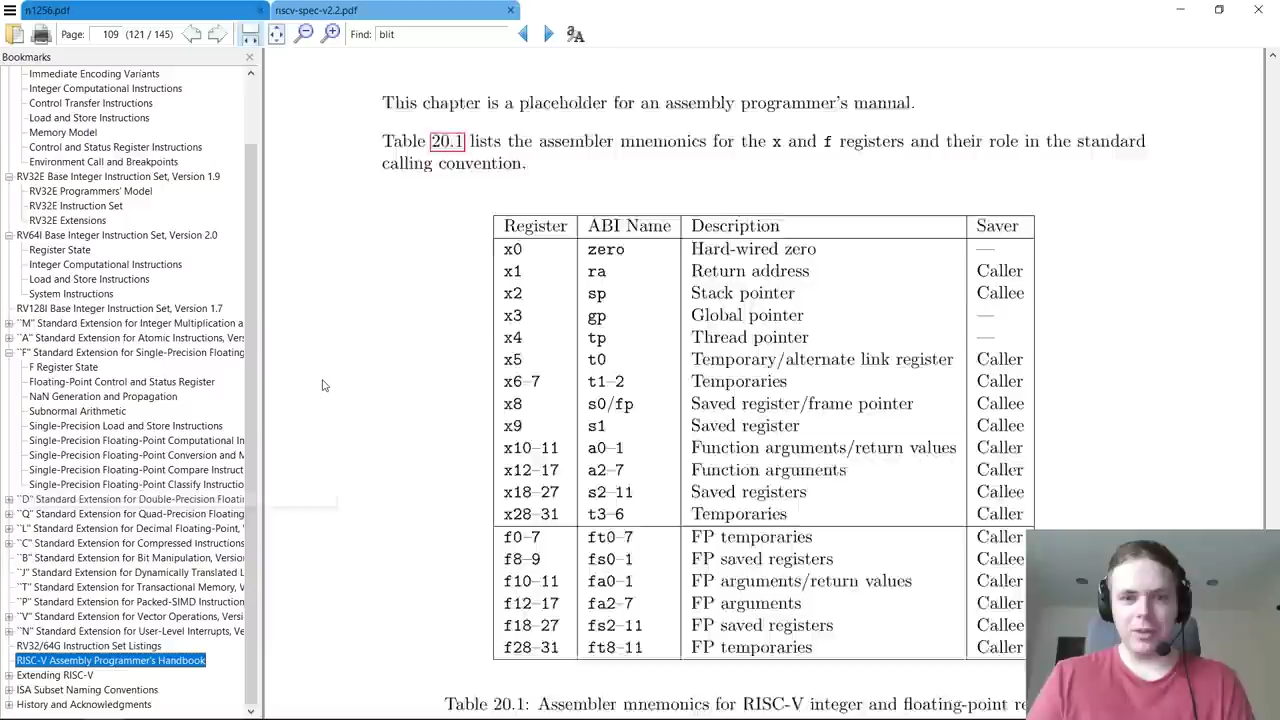 n1256.pdf
riscv-spec-v2.2.pdf
Page: 109 (121 / 145) Find: blit
Bookmarks
Immediate Encoding Variants
Integer Computational Instructions
Control Transfer Instructions
Load and Store Instructions
Memory Model
Control and Status Register Instructions
Environment Call and Breakpoints
RV32E Base Integer Instruction Set, Version 1.9
RV32E Programmers' Model
RV32E Instruction Set
RV32E Extensions
RV64I Base Integer Instruction Set, Version 2.0
Register State
Integer Computational Instructions
Load and Store Instructions
System Instructions
RV128I Base Integer Instruction Set, Version 1.7
``M'' Standard Extension for Integer Multiplication a
``A'' Standard Extension for Atomic Instructions, Vers
``F'' Standard Extension for Single-Precision Floating
F Register State
Floating-Point Control and Status Register
NaN Generation and Propagation
Subnormal Arithmetic
Single-Precision Load and Store Instructions
Single-Precision Floating-Point Computational In
Single-Precision Floating-Point Conversion and M
Single-Precision Floating-Point Compare Instruct
Single-Precision Floating-Point Classify Instructio
``D'' Standard Extension for Double-Precision Floati
``Q'' Standard Extension for Quad-Precision Floating
``L'' Standard Extension for Decimal Floating-Point, 
``C'' Standard Extension for Compressed Instructions
``B'' Standard Extension for Bit Manipulation, Versio
``J'' Standard Extension for Dynamically Translated L
``T'' Standard Extension for Transactional Memory, V
``P'' Standard Extension for Packed-SIMD Instruction
``V'' Standard Extension for Vector Operations, Versi
``N'' Standard Extension for User-Level Interrupts, Ve
RV32/64G Instruction Set Listings
RISC-V Assembly Programmer's Handbook
Extending RISC-V
ISA Subset Naming Conventions
History and Acknowledgments
This chapter is a placeholder for an assembly programmer's manual.
Table 20.1 lists the assembler mnemonics for the x and f registers and their role in the standard
calling convention.
Register ABI Name Description Saver
x0 zero Hard-wired zero —
x1 ra Return address Caller
x2 sp Stack pointer Callee
x3 gp Global pointer —
x4 tp Thread pointer —
x5 t0 Temporary/alternate link register Caller
x6–7 t1–2 Temporaries Caller
x8 s0/fp Saved register/frame pointer Callee
x9 s1 Saved register Callee
x10–11 a0–1 Function arguments/return values Caller
x12–17 a2–7 Function arguments Caller
x18–27 s2–11 Saved registers Callee
x28–31 t3–6 Temporaries Caller
f0–7 ft0–7 FP temporaries Caller
f8–9 fs0–1 FP saved registers Callee
f10–11 fa0–1 FP arguments/return values Caller
f12–17 fa2–7 FP arguments Caller
f18–27 fs2–11 FP saved registers Callee
f28–31 ft8–11 FP temporaries Caller
Table 20.1: Assembler mnemonics for RISC-V integer and floating-point re